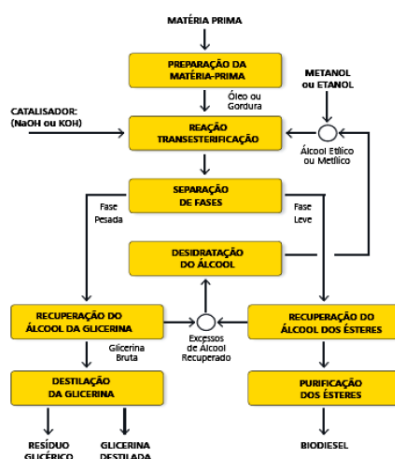 MATÉRIA PRIMA
PREPARAÇÃO DA
MATÉRIA-PRIMA
METANOL
ou ETANOL
Óleo ou
Gordura
CATALISADOR:
(NaOH ou KOH)
REAÇÃO
TRANSESTERIFICAÇÃO
Álcool Etílico
ou Metílico
SEPARAÇÃO
DE FASES
Fase
Pesada
Fase
Leve
DESIDRATAÇÃO
DO ÁLCOOL
RECUPERAÇÃO DO
ÁLCOOL DA GLICERINA
RECUPERAÇÃO DO
ÁLCOOL DOS ÉSTERES
Glicerina
Bruta
Excessos
de Álcool
Recuperado
DESTILAÇÃO
DA GLICERINA
PURIFICAÇÃO
DOS ÉSTERES
RESÍDUO
GLICÉRICO
GLICERINA
DESTILADA
BIODIESEL